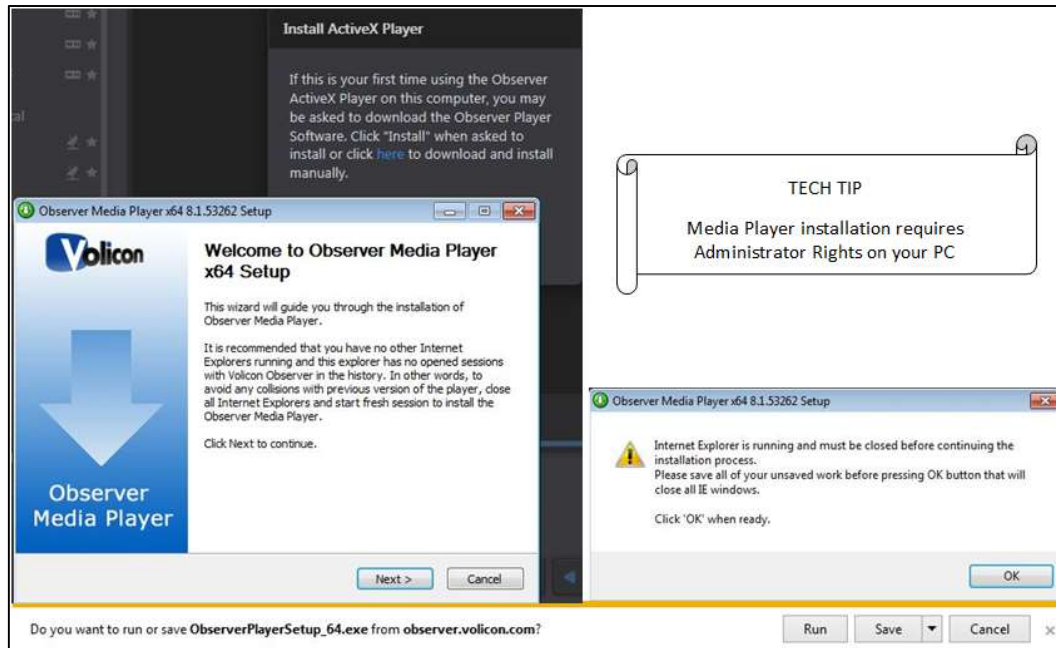 al
Install ActiveX Player
If this is your first time using the Observer
ActiveX Player on this computer, you may
be asked to download the Observer Player
Software. Click "Install" when asked to
install or click here to download and install
manually.
Observer Media Player x64 8.1.53262 Setup
Volicon
Observer
Media Player
Welcome to Observer Media Player
x64 Setup
This wizard will guide you through the installation of
Observer Media Player.
It is recommended that you have no other Internet
Explorers running and this explorer has no opened sessions
with Volicon Observer in the history. In other words, to
avoid any collisions with previous version of the player, close
all Internet Explorers and start fresh session to install the
Observer Media Player.
Click Next to continue.
Next >
Cancel
TECH TIP
Media Player installation requires
Administrator Rights on your PC
Observer Media Player x64 8.1.53262 Setup
Internet Explorer is running and must be closed before continuing the
installation process.
Please save all of your unsaved work before pressing OK button that will
close all IE windows.
Click 'OK' when ready.
OK
Do you want to run or save ObserverPlayerSetup_64.exe from observer.volicon.com?
Run
Save
Cancel